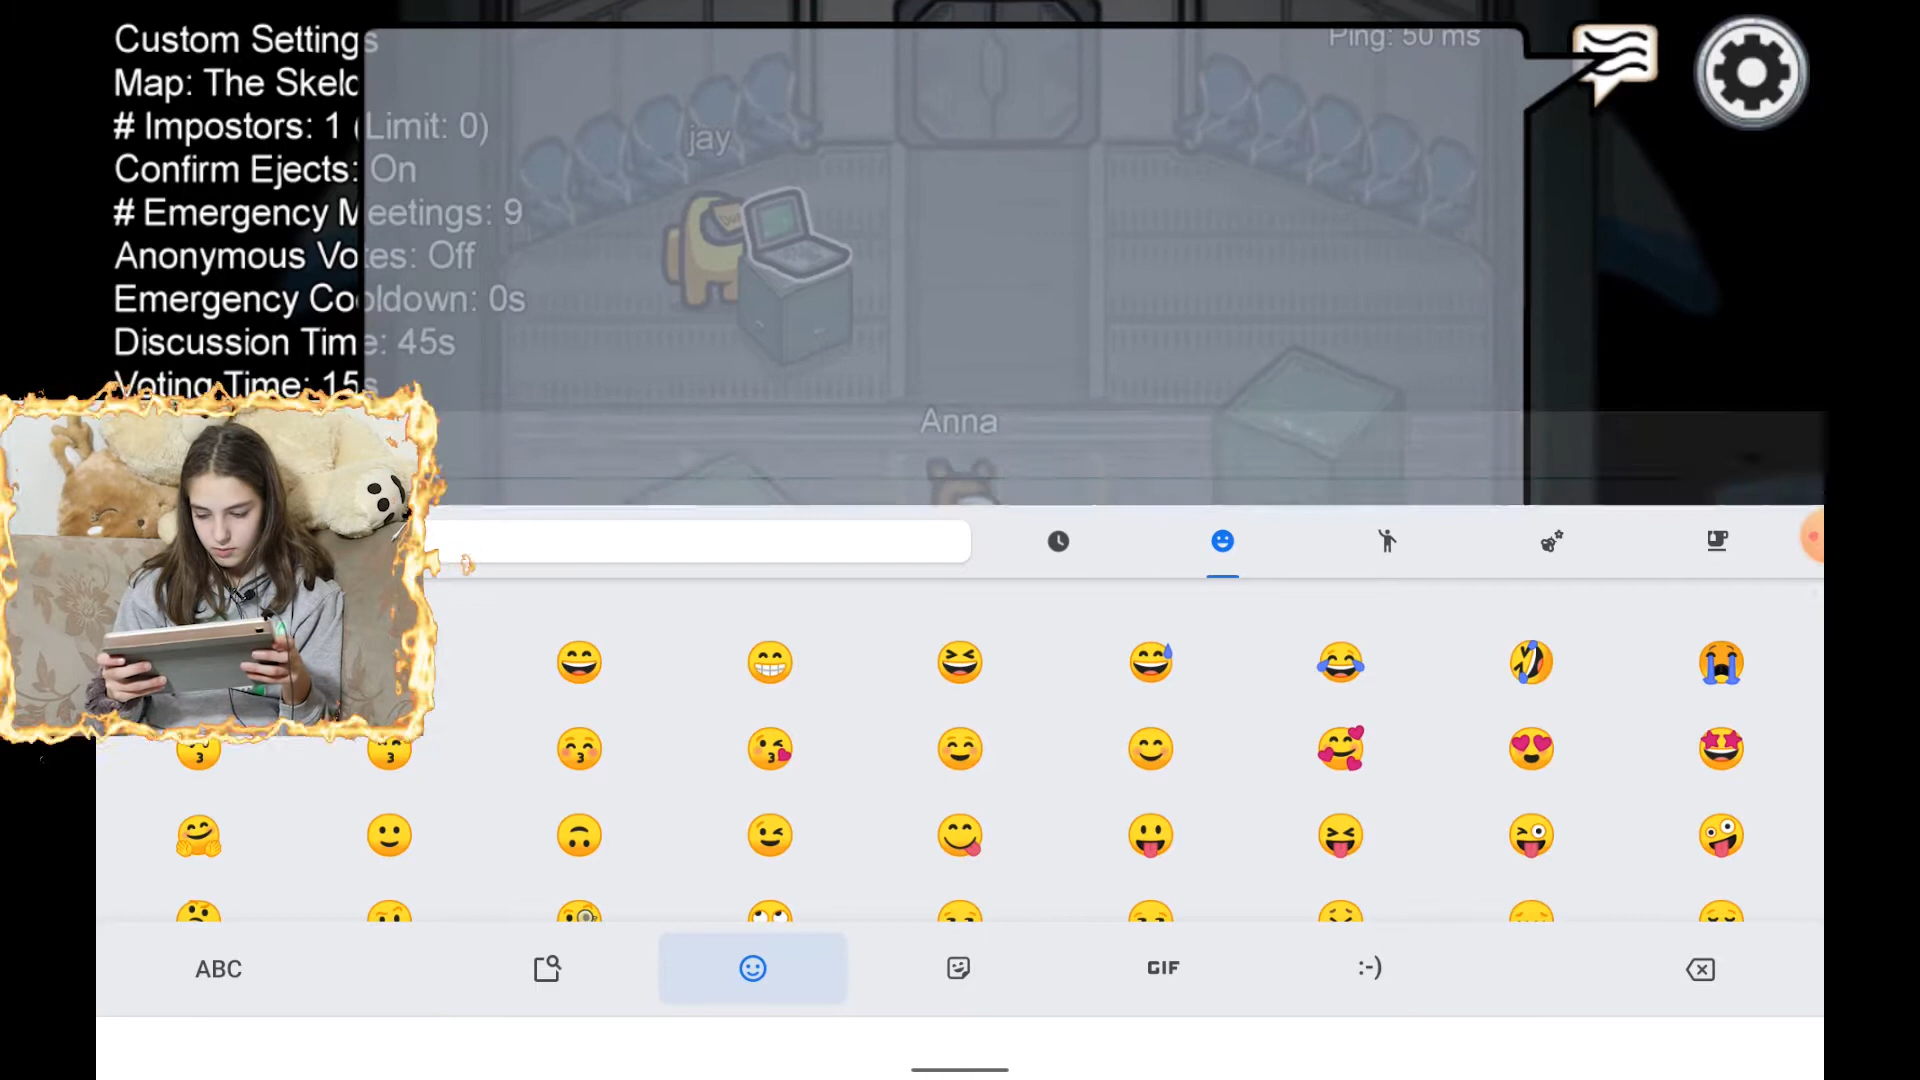 Custom Settings
Ping: 50 ms
Map: The Skeld
# Impostors: 1 (Limit: 0)
jay
Confirm Ejects: On
# Emergency Meetings: 9
Anonymous Votes: Off
Emergency Cooldown: 0s
Discussion Time: 45s
Voting Time: 15s
Anna
ABC
GIF
:-)